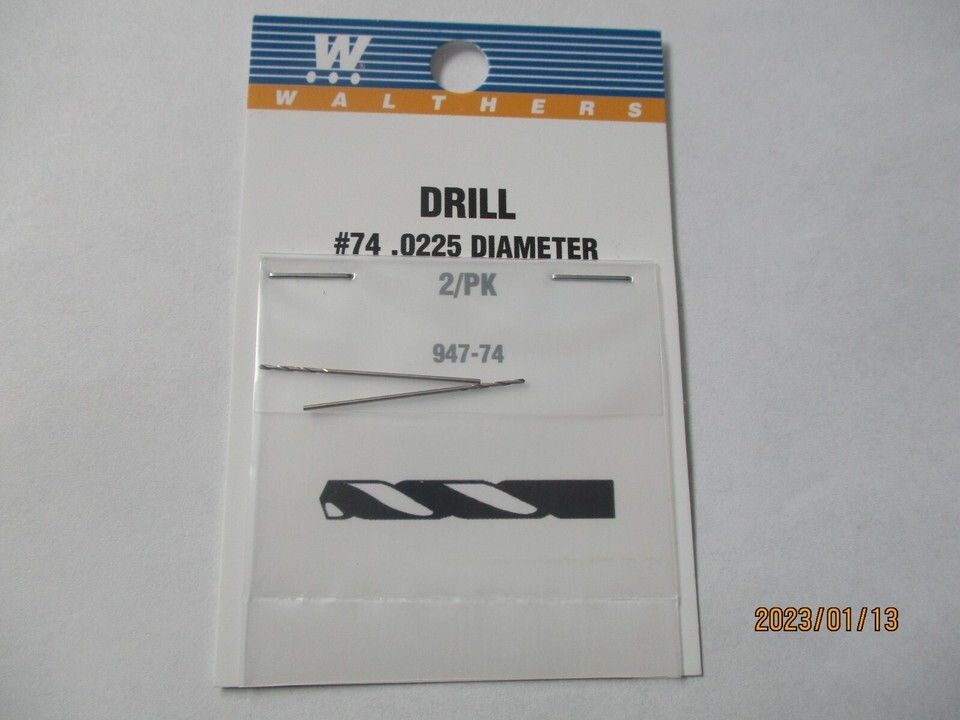 W
WALTHERS
DRILL
#74 .0225 DIAMETER
2/PK
947-74
2023/01/13